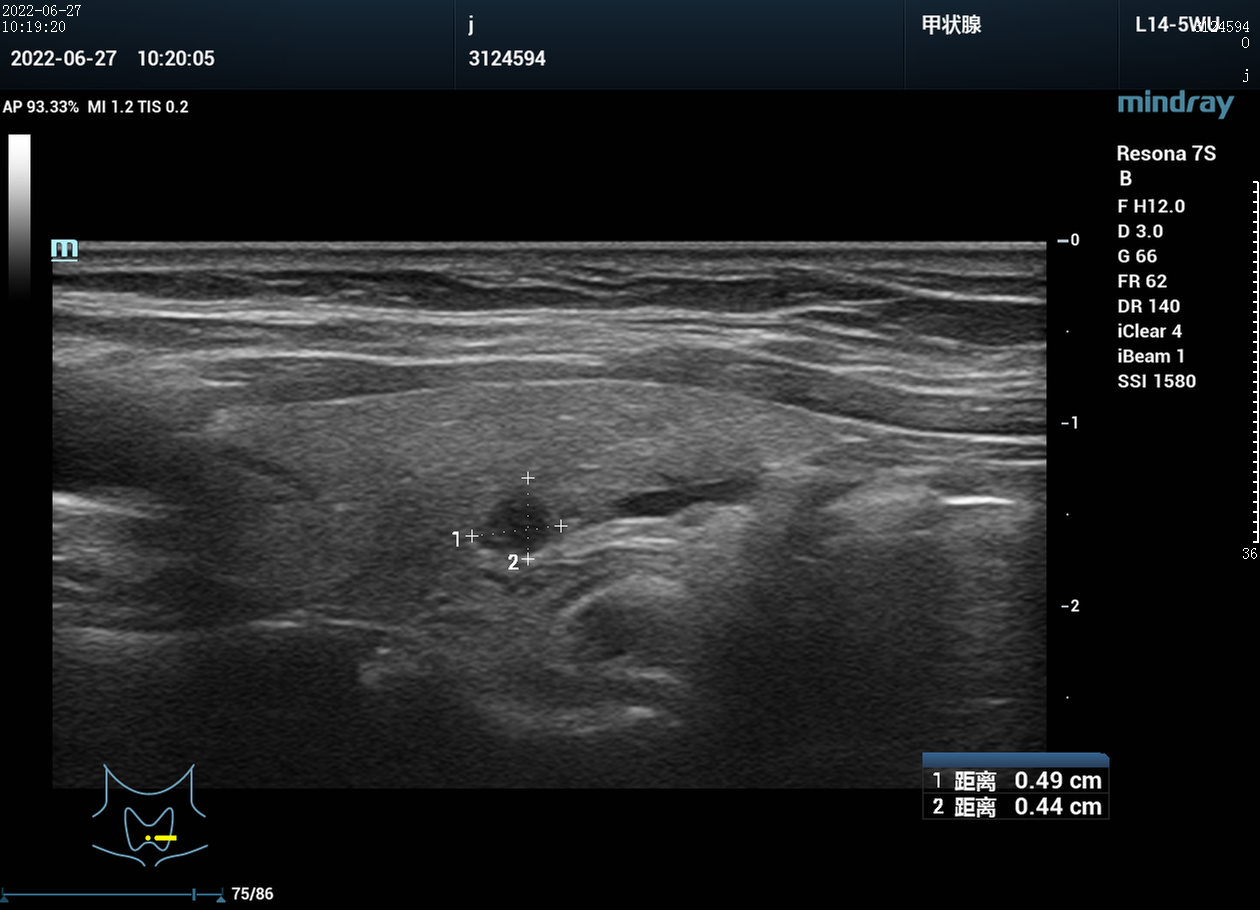 2022-06-27
10:19:20
2022-06-27 10:20:05
j
3124594
甲状腺
L14-5WU
3124594
0
j
AP 93.33% MI 1.2 TIS 0.2
mindray
Resona 7S
B
F H12.0
D 3.0
G 66
FR 62
DR 140
iClear 4
iBeam 1
SSI 1580
m
0
-1
-2
36
1
2
1 距离 0.49 cm
2 距离 0.44 cm
75/86